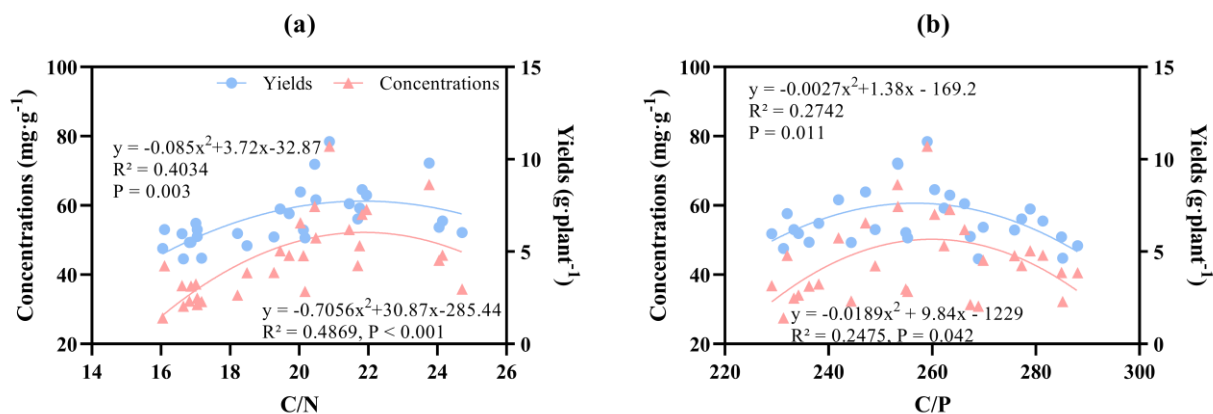 (a)
Concentrations (mg·g⁻¹)
100
80
60
40
20
Yields
Concentrations
y = -0.085x²+3.72x-32.87
R² = 0.4034
P = 0.003
y = -0.7056x²+30.87x-285.44
R² = 0.4869, P < 0.001
15
10
5
0
Yields (g·plant⁻¹)
14 16 18 20 22 24 26
C/N
(b)
Concentrations (mg·g⁻¹)
100
80
60
40
20
y = -0.0027x²+1.38x - 169.2
R² = 0.2742
P = 0.011
y = -0.0189x² + 9.84x - 1229
R² = 0.2475, P = 0.042
15
10
5
0
Yields (g·plant⁻¹)
220 240 260 280 300
C/P